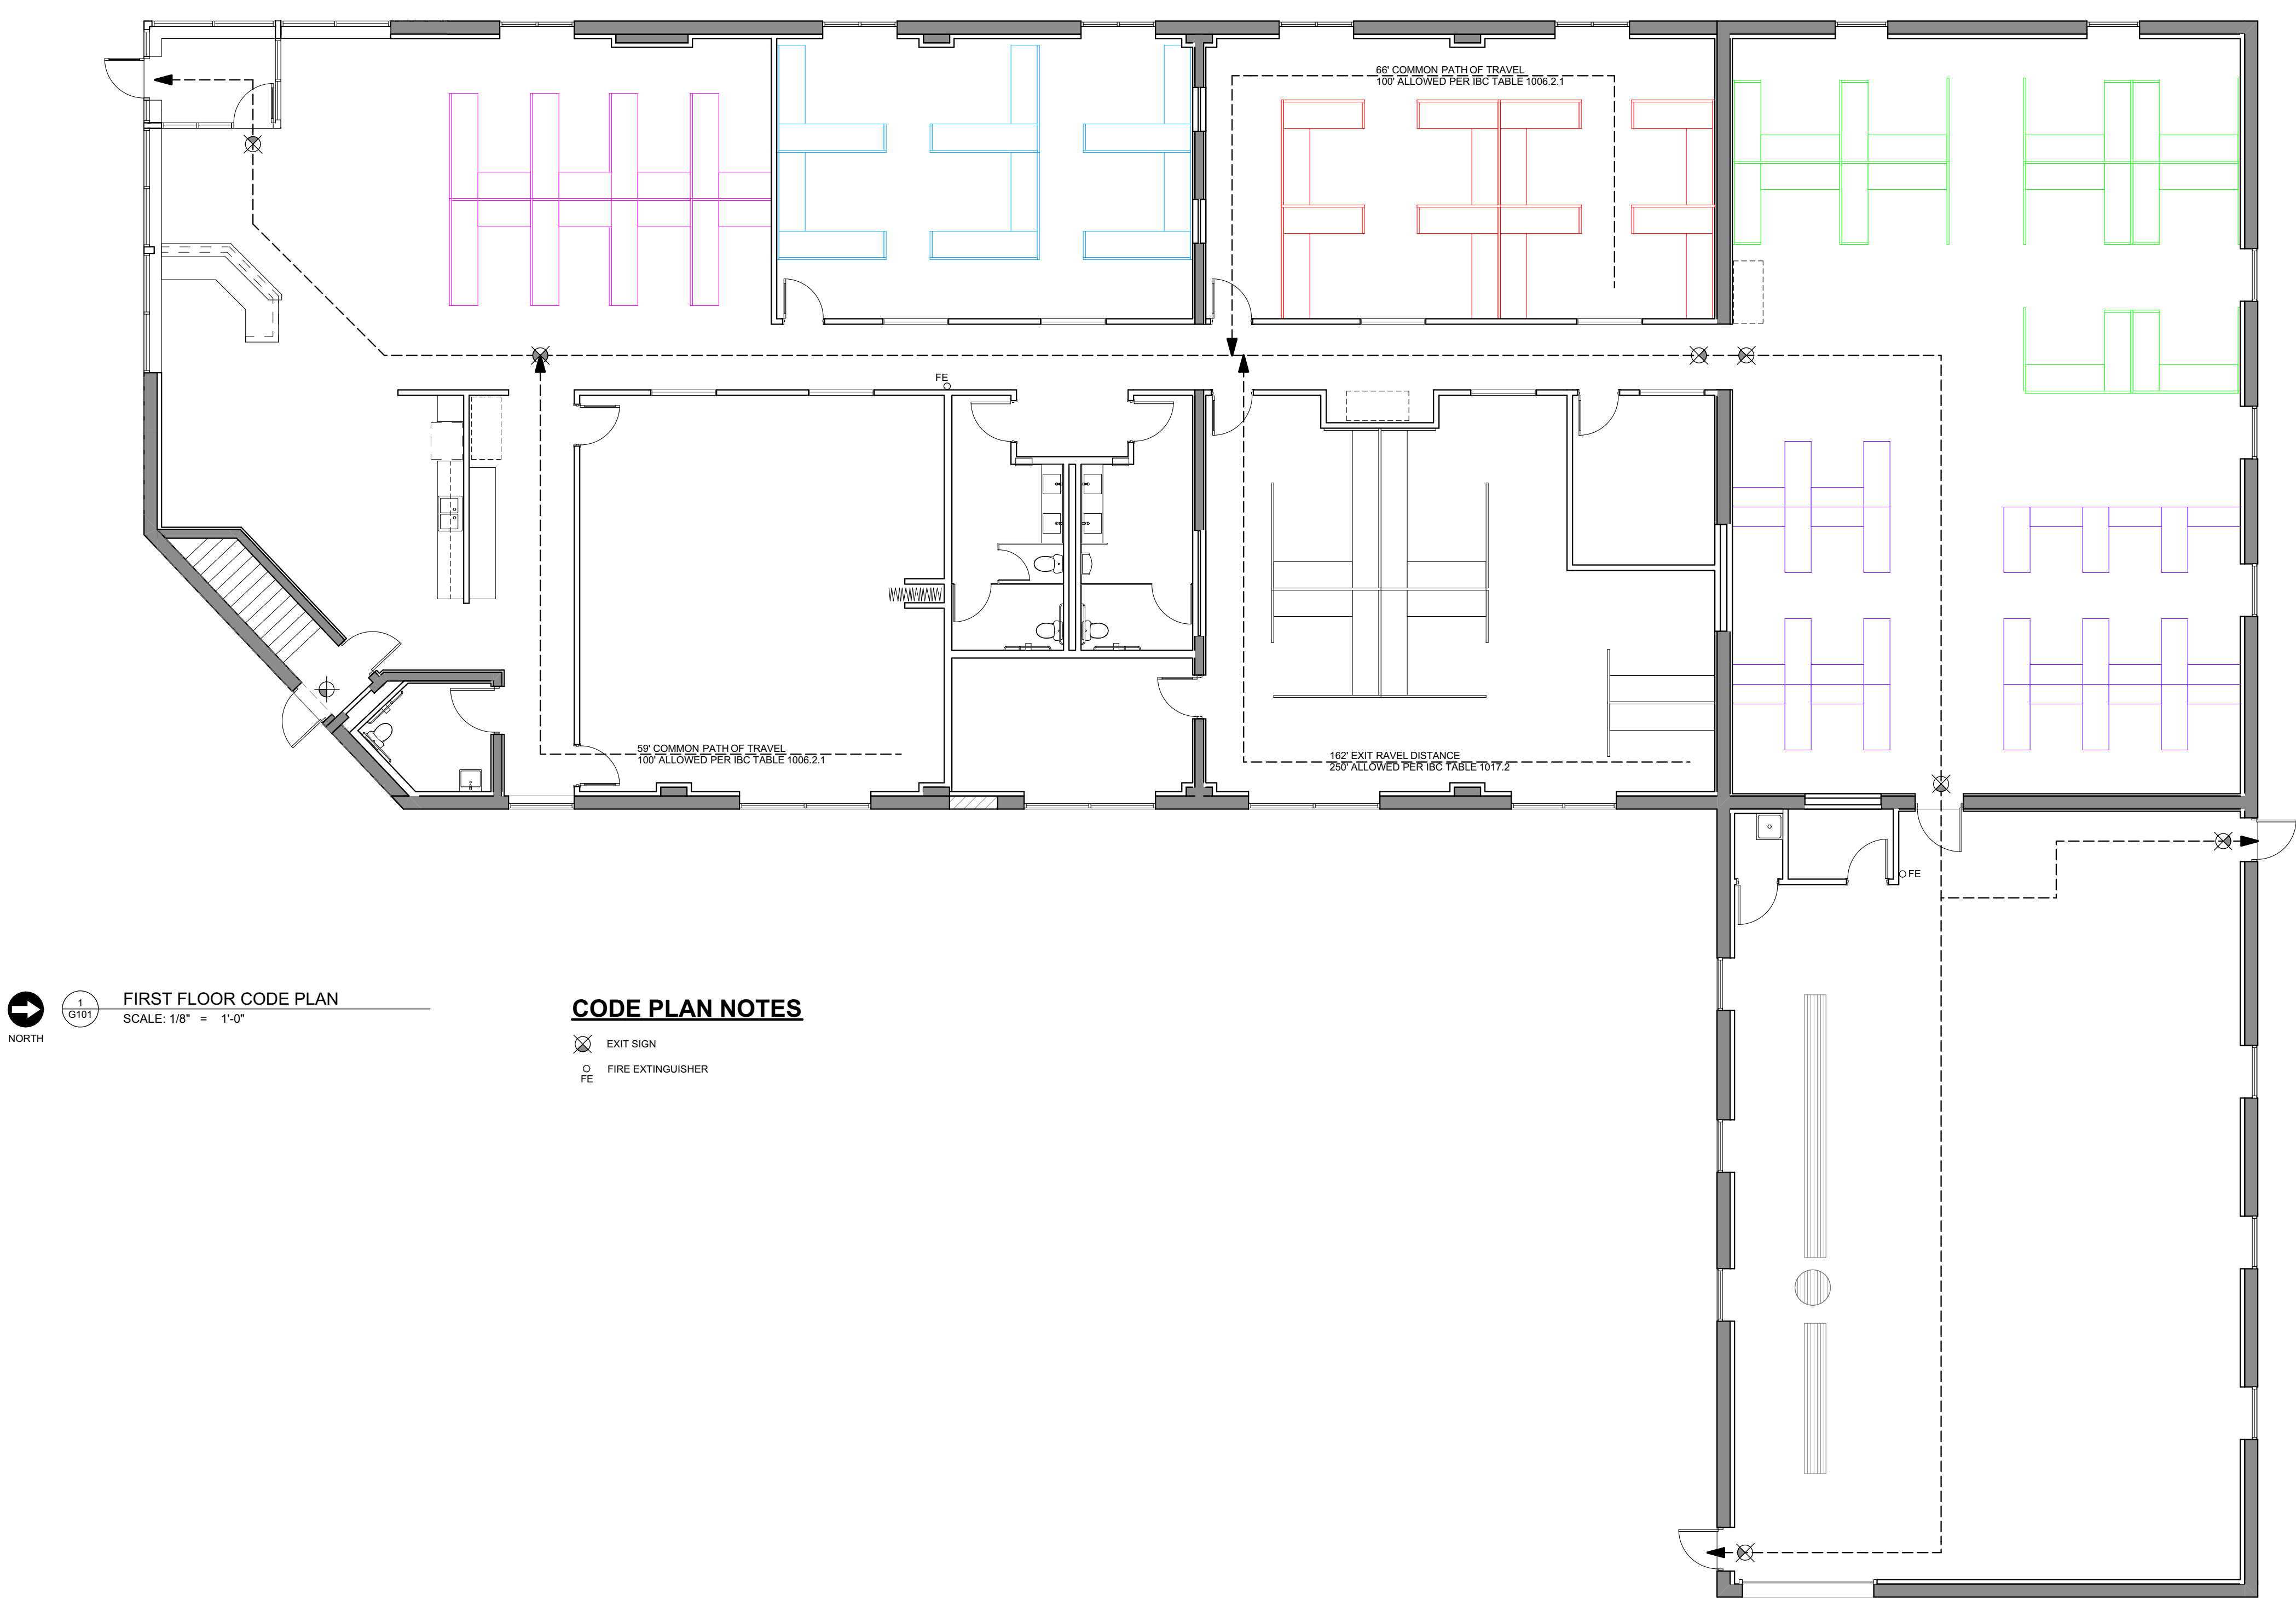 66' COMMON PATH OF TRAVEL
100' ALLOWED PER IBC TABLE 1006.2.1
FE
59' COMMON PATH OF TRAVEL
100' ALLOWED PER IBC TABLE 1006.2.1
162' EXIT RAVEL DISTANCE
250' ALLOWED PER IBC TABLE 1017.2
FE
NORTH
1
G101
FIRST FLOOR CODE PLAN
SCALE: 1/8" = 1'-0"
CODE PLAN NOTES
EXIT SIGN
FE
FIRE EXTINGUISHER